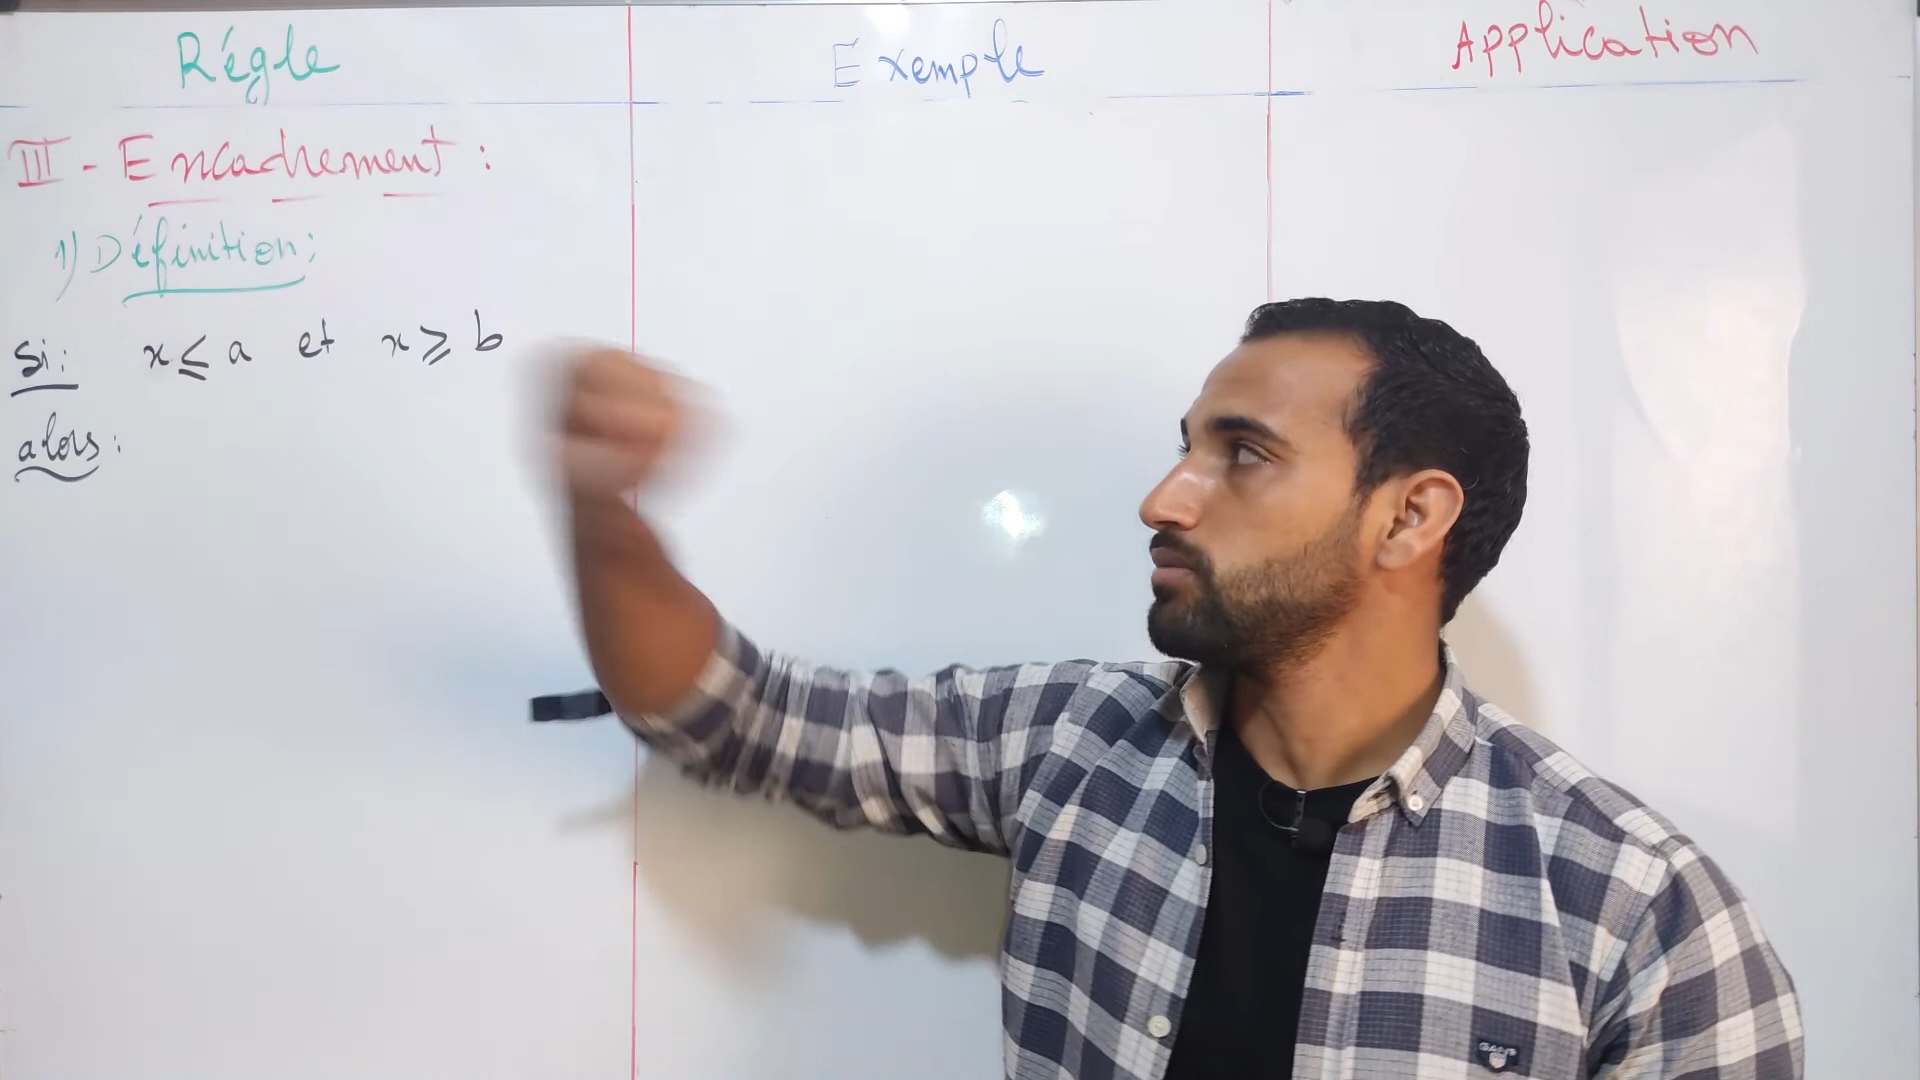 Régle
Exemple
Application
III - Encadrement :
1) Définition :
Si : x ≤ a et x ≥ b
alors :